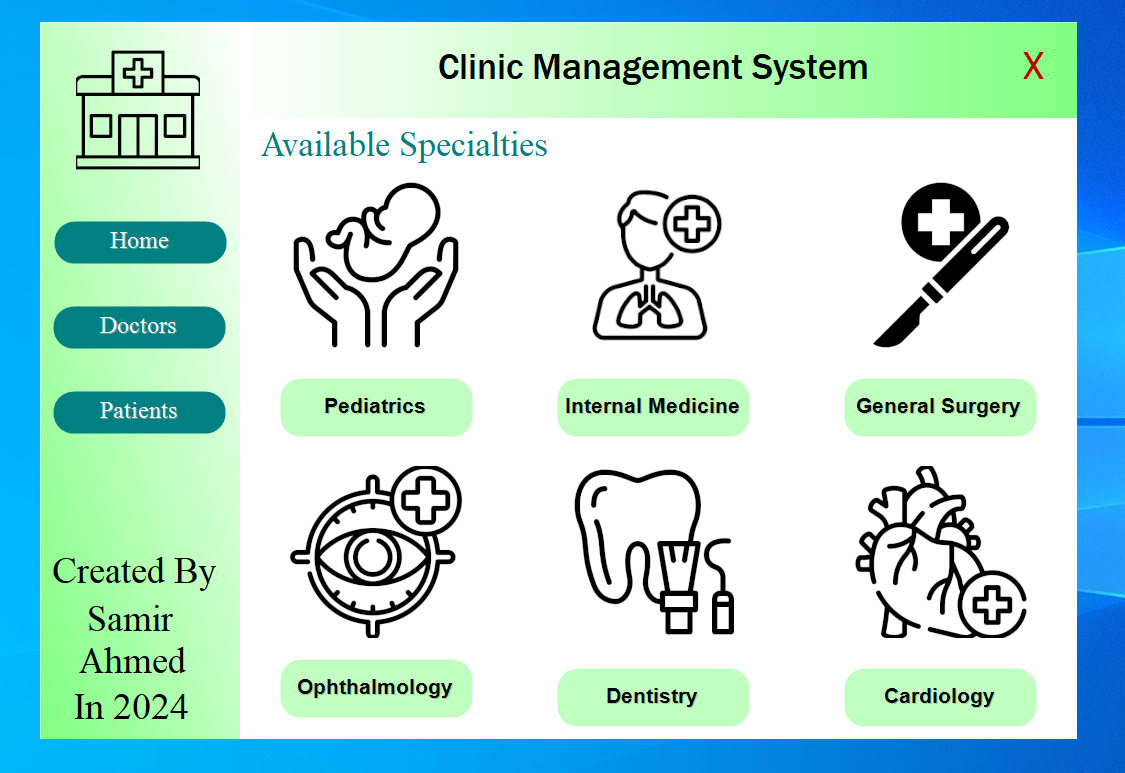 Clinic Management System
X
Home
Doctors
Patients
Created By
Samir
Ahmed
In 2024
Available Specialties
Pediatrics
Internal Medicine
General Surgery
Ophthalmology
Dentistry
Cardiology